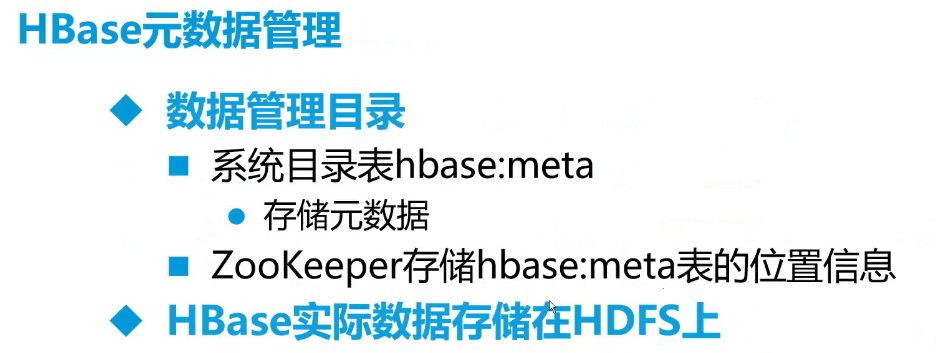 HBase元数据管理
数据管理目录
系统目录表hbase:meta
存储元数据
ZooKeeper存储hbase:meta表的位置信息
HBase实际数据存储在HDFS上